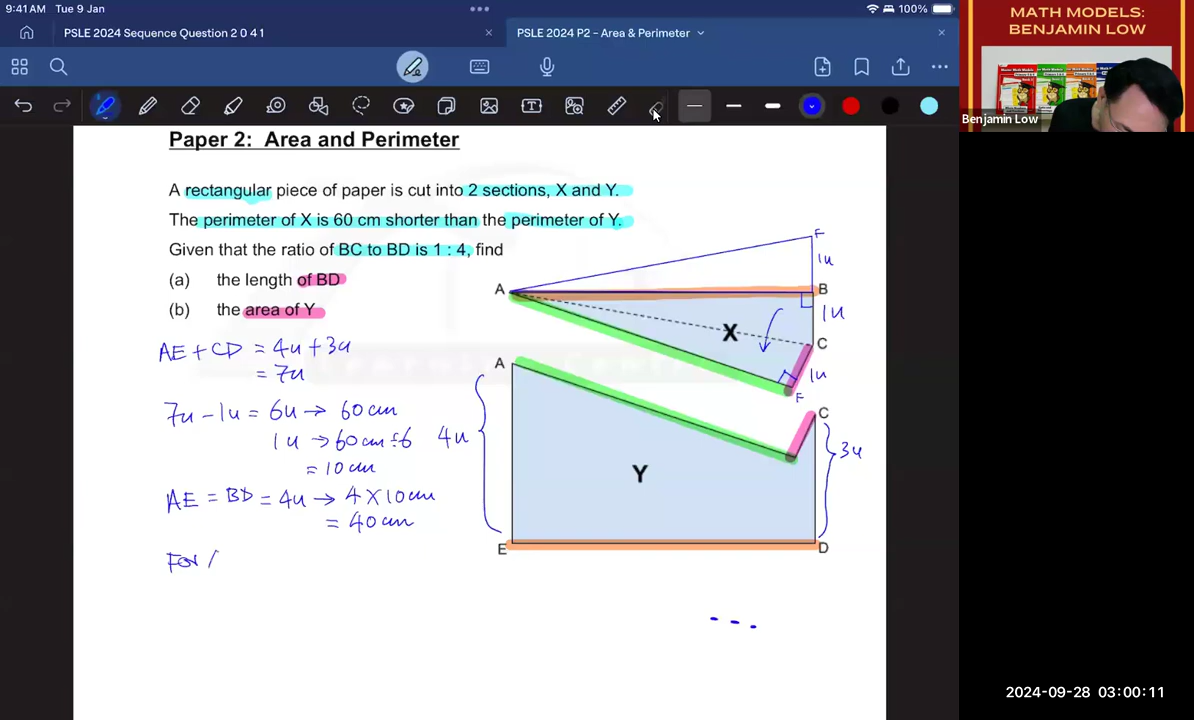 9:41 AM Tue 9 Jan
100%
PSLE 2024 Sequence Question 2 0 4 1
PSLE 2024 P2 - Area & Perimeter
MATH MODELS:
BENJAMIN LOW
Benjamin Low
Paper 2: Area and Perimeter
A rectangular piece of paper is cut into 2 sections, X and Y.
The perimeter of X is 60 cm shorter than the perimeter of Y.
Given that the ratio of BC to BD is 1 : 4, find
(a) the length of BD
(b) the area of Y
AE + CD = 4u + 3u
= 7u
7u - 1u = 6u → 60 cm
1u → 60 cm ÷ 6
= 10 cm
AE = BD = 4u → 4 × 10 cm
= 40 cm
For /
F
1u
A
B
1u
X
C
1u
F
A
C
4u
3u
Y
E
D
2024-09-28 03:00:11